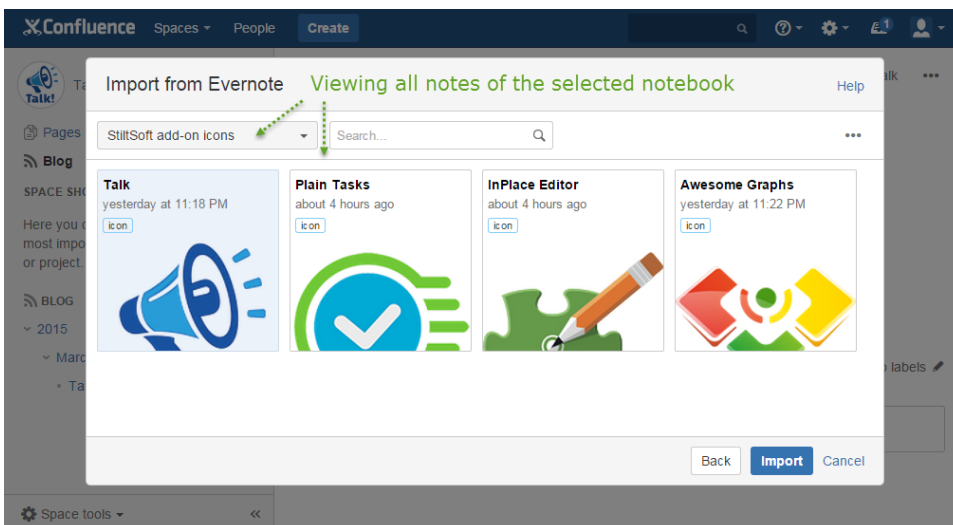 Confluence Spaces People Create 1
Talk!
Ta
alk
Import from Evernote Viewing all notes of the selected notebook Help
Pages
Blog
StiltSoft add-on icons Search...
SPACE SHO
Here you c
most impo
or project.
BLOG
2015
Marc
Ta
Talk
yesterday at 11:18 PM
icon
Plain Tasks
about 4 hours ago
icon
InPlace Editor
about 4 hours ago
icon
Awesome Graphs
yesterday at 11:22 PM
icon
labels
Back Import Cancel
Space tools